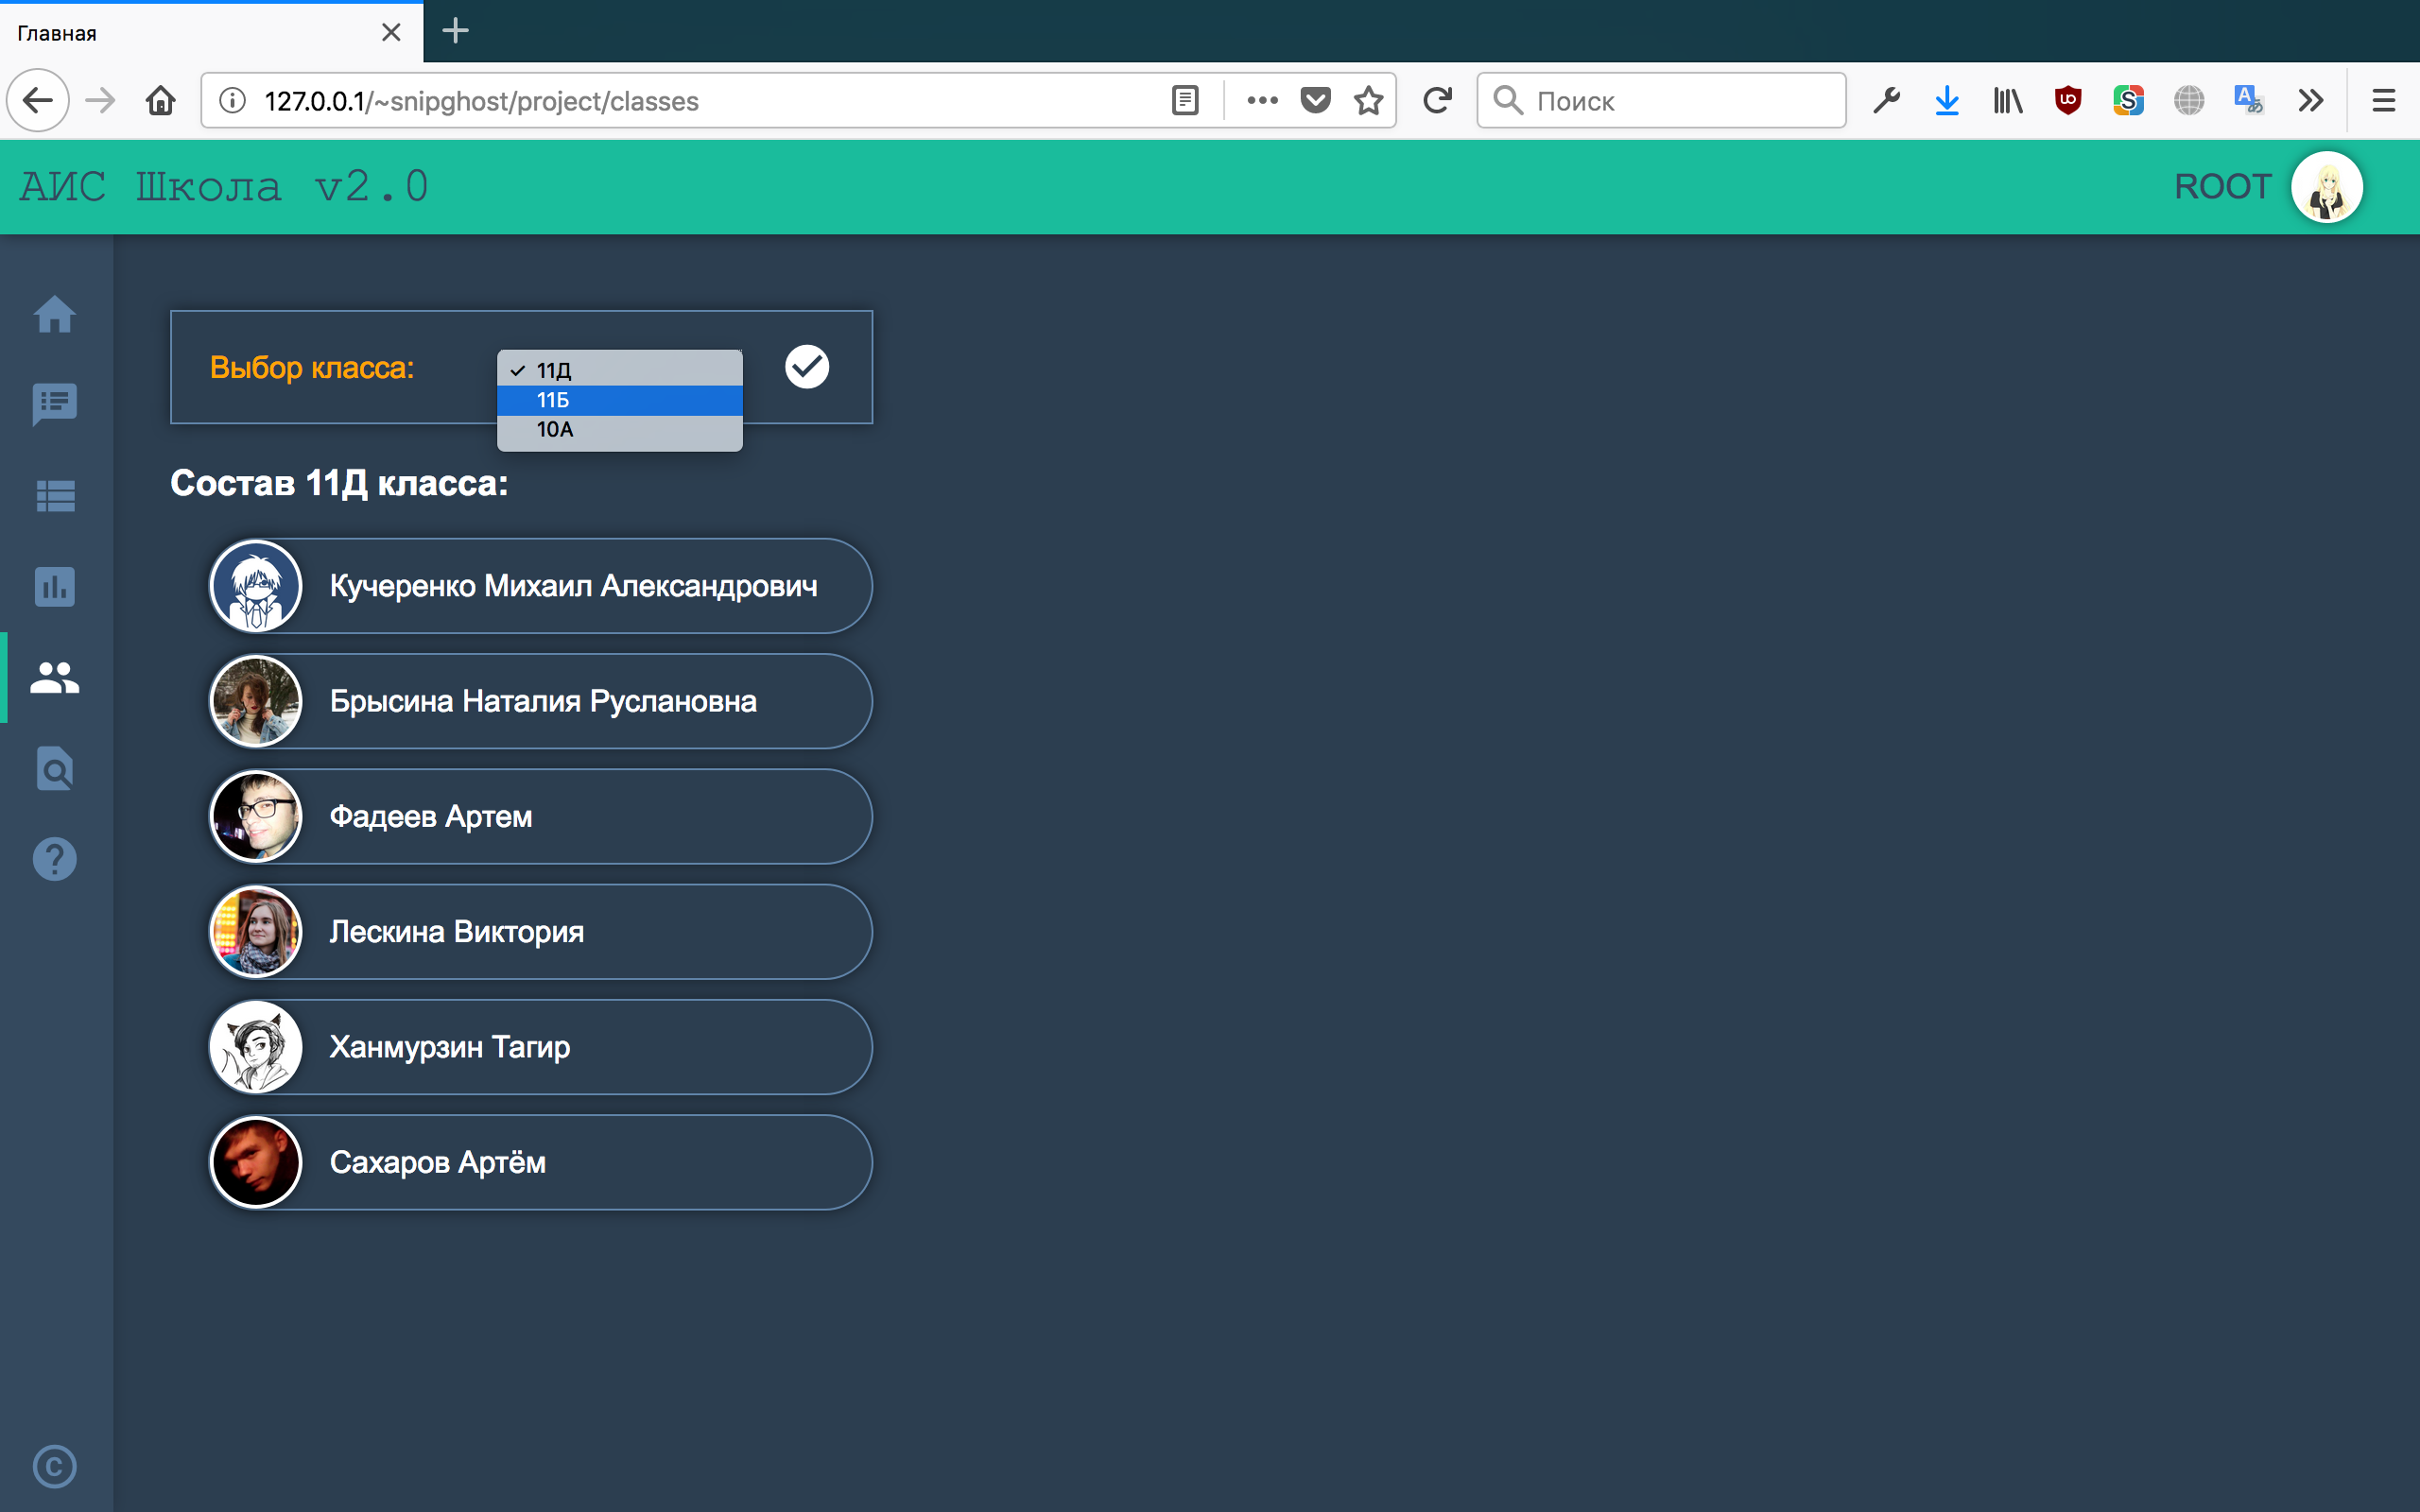 Главная
127.0.0.1/~snipghost/project/classes
Поиск
АИС Школа v2.0
ROOT
Выбор класса:
11Д
11Б
10А
Состав 11Д класса:
Кучеренко Михаил Александрович
Брысина Наталия Руслановна
Фадеев Артем
Лескина Виктория
Ханмурзин Тагир
Сахаров Артём